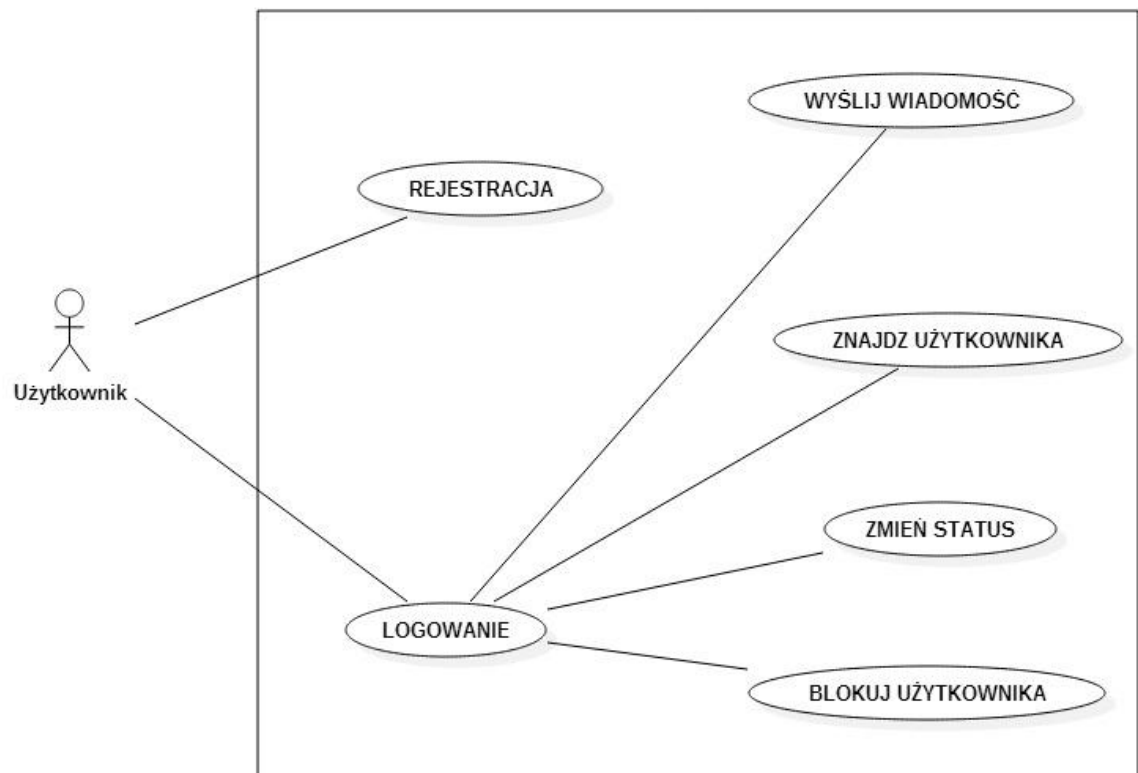 WYŚLIJ WIADOMOŚĆ
REJESTRACJA
Użytkownik
ZNAJDZ UŻYTKOWNIKA
ZMIEŃ STATUS
LOGOWANIE
BLOKUJ UŻYTKOWNIKA